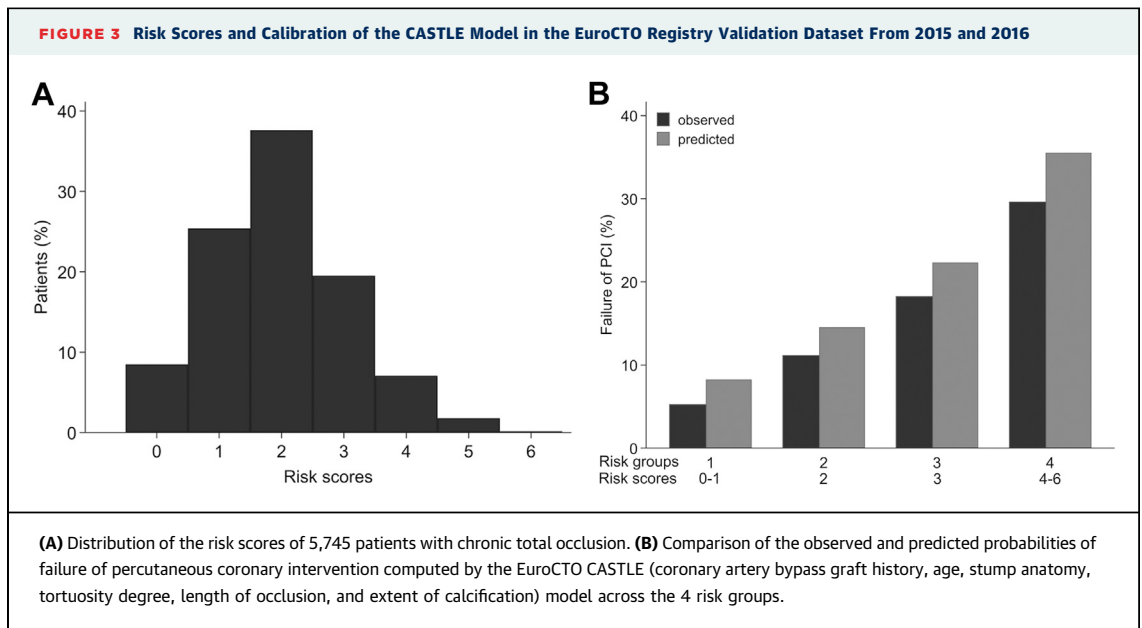 FIGURE 3 Risk Scores and Calibration of the CASTLE Model in the EuroCTO Registry Validation Dataset From 2015 and 2016
A
40
30
20
10
0
Patients (%)
0 1 2 3 4 5 6
Risk scores
B
observed
predicted
40
30
20
10
0
Failure of PCI (%)
Risk groups 1 2 3 4
Risk scores 0-1 2 3 4-6
(A) Distribution of the risk scores of 5,745 patients with chronic total occlusion. (B) Comparison of the observed and predicted probabilities of
failure of percutaneous coronary intervention computed by the EuroCTO CASTLE (coronary artery bypass graft history, age, stump anatomy,
tortuosity degree, length of occlusion, and extent of calcification) model across the 4 risk groups.